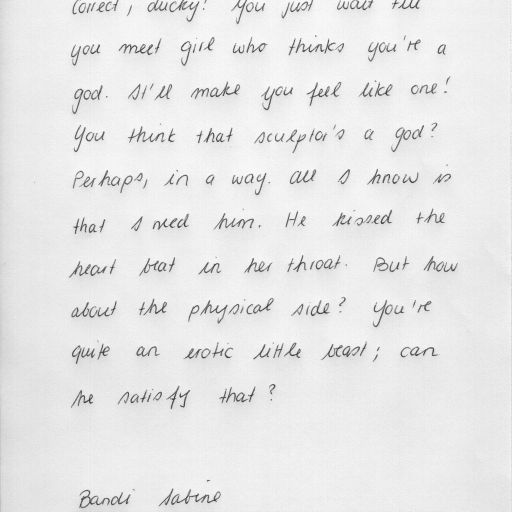 Correct, ducky! You just wait till
you meet girl who thinks you're a
god. It'll make you feel like one!
You think that sculptor's a god?
Perhaps, in a way. All I know is
that I need him. He kissed the
heart beat in her throat. But how
about the physical side? You're
quite an erotic little beast; can
he satisfy that?
Bandi Sabine